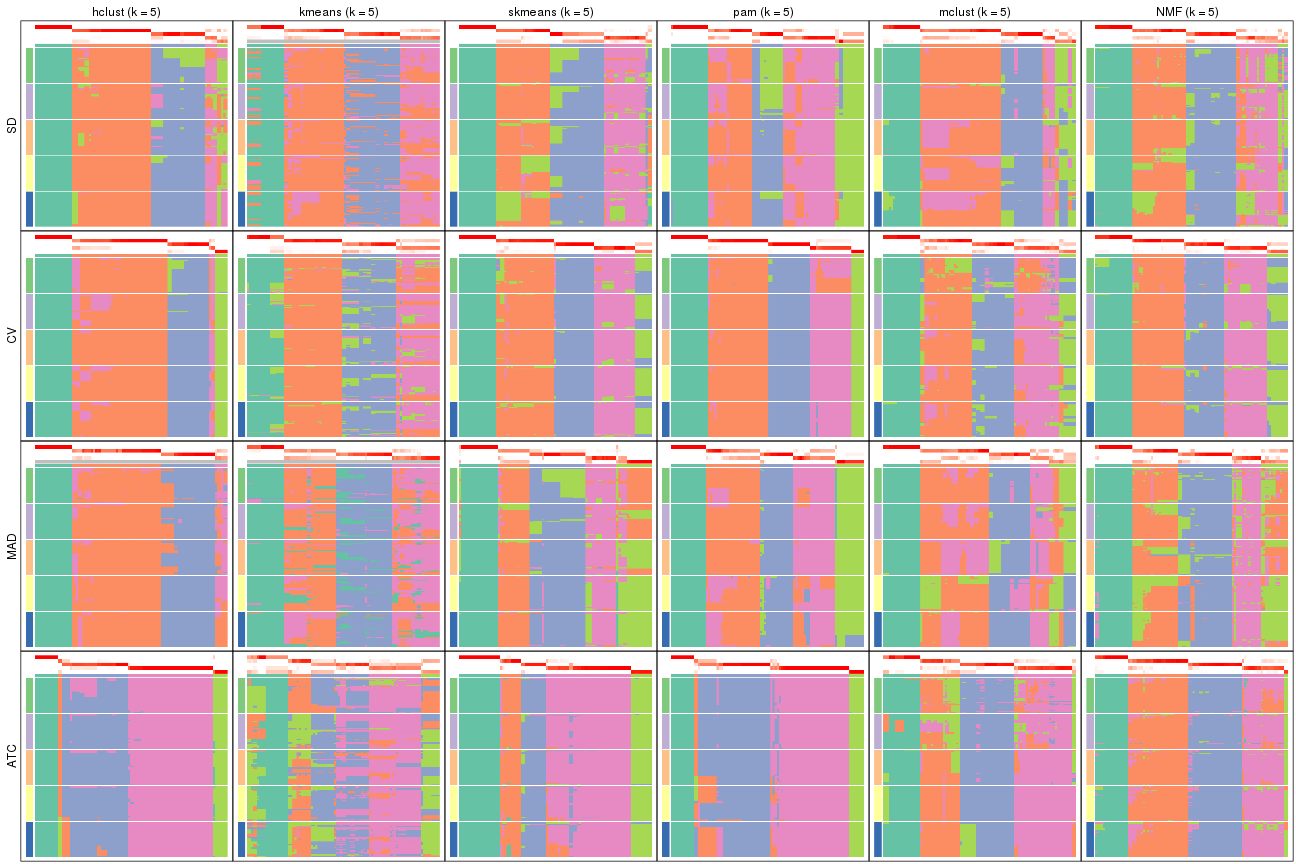 hclust (k = 5) kmeans (k = 5) skmeans (k = 5) pam (k = 5) mclust (k = 5) NMF (k = 5)
SD
CV
MAD
ATC